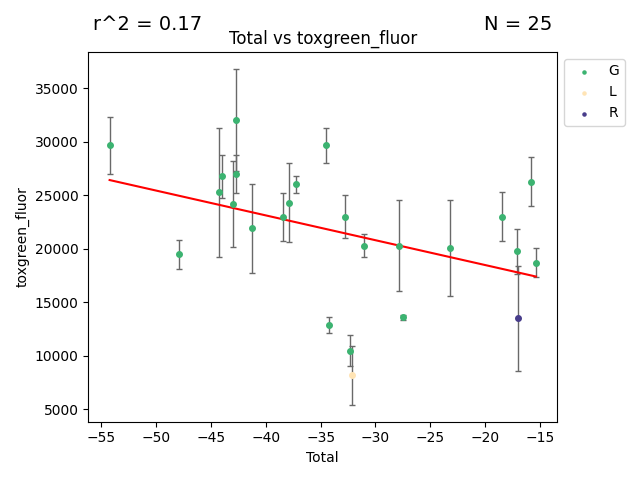 r^2 = 0.17
N = 25
Total vs toxgreen_fluor
G
L
R
35000
30000
25000
20000
15000
10000
5000
toxgreen_fluor
−55 −50 −45 −40 −35 −30 −25 −20 −15
Total